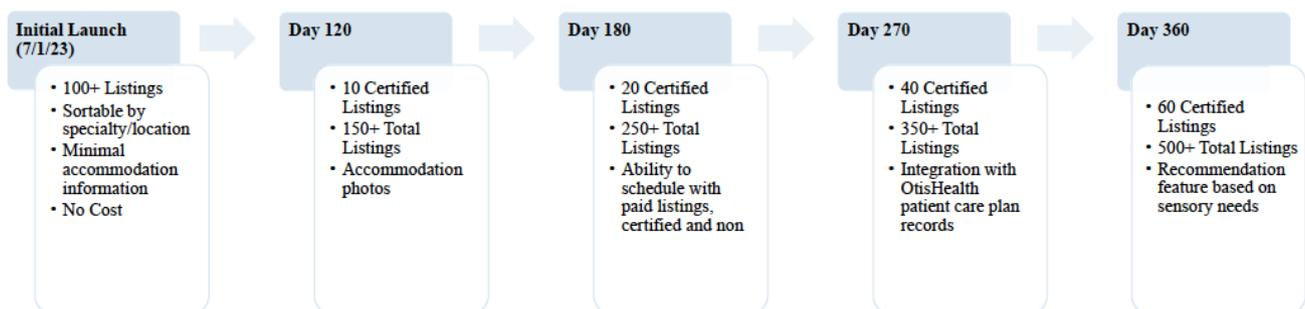 Initial Launch
(7/1/23)
• 100+ Listings
• Sortable by
specialty/location
• Minimal
accommodation
information
• No Cost
Day 120
• 10 Certified
Listings
• 150+ Total
Listings
• Accommodation
photos
Day 180
• 20 Certified
Listings
• 250+ Total
Listings
• Ability to
schedule with
paid listings,
certified and non
Day 270
• 40 Certified
Listings
• 350+ Total
Listings
• Integration with
OtisHealth
patient care plan
records
Day 360
• 60 Certified
Listings
• 500+ Total Listings
• Recommendation
feature based on
sensory needs